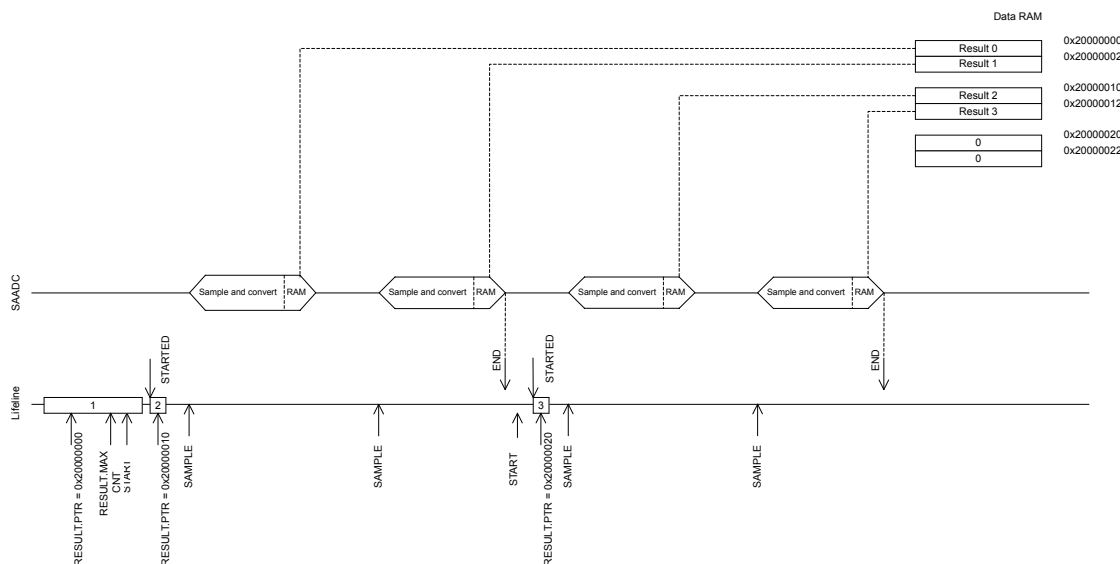 Data RAM
Result 0 0x20000000
Result 1 0x20000002
Result 2 0x20000010
Result 3 0x20000012
0 0x20000020
0 0x20000022
SAADC
Sample and convert RAM Sample and convert RAM Sample and convert RAM Sample and convert RAM
STARTED
END
STARTED
END
Lifeline
1
2
3
RESULT.PTR = 0x20000000
RESULT.MAX
CNT
START
RESULT.PTR = 0x20000010
SAMPLE
SAMPLE
START
RESULT.PTR = 0x20000020
SAMPLE
SAMPLE